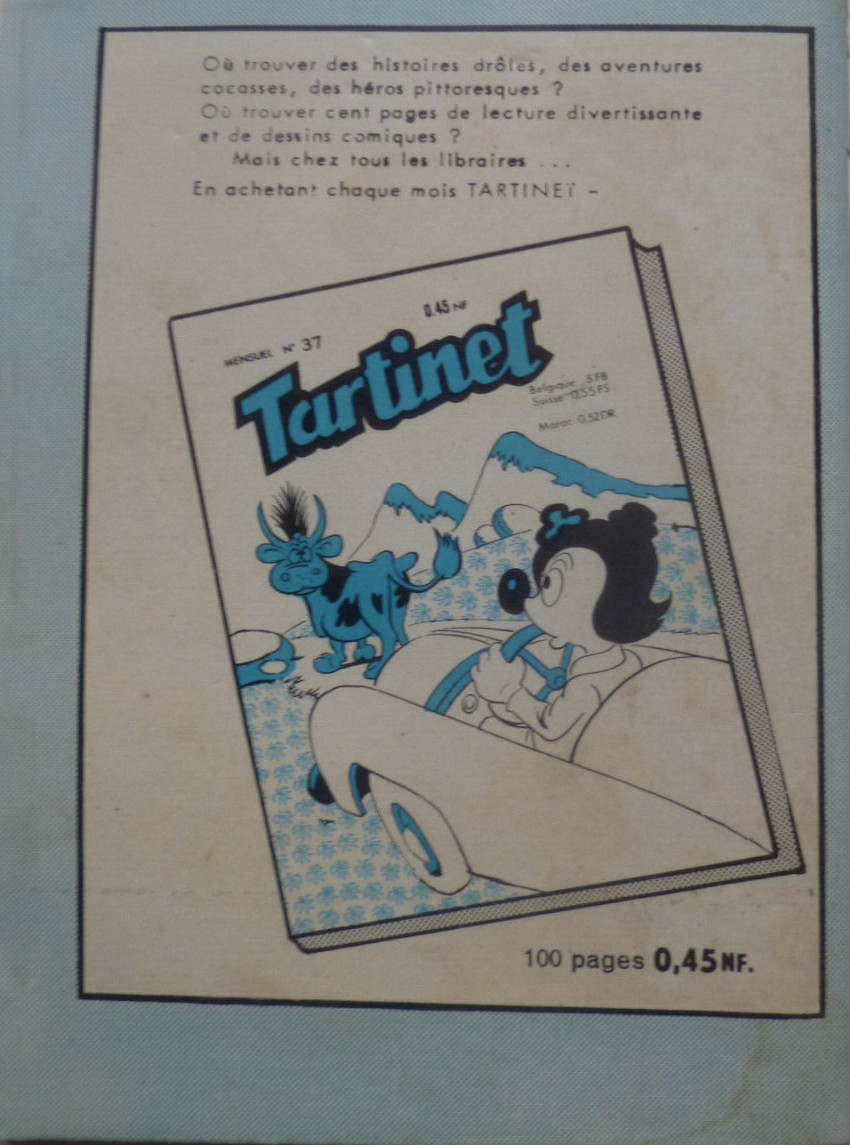 Où trouver des histoires drôles, des aventures
cocasses, des héros pittoresques ?
Où trouver cent pages de lecture divertissante
et de dessins comiques ?
Mais chez tous les libraires ...
En achetant chaque mois TARTINET –
MENSUEL N° 37
0.45 NF
Tartinet
Belgique 5 FB
Suisse 0,55 FS
Maroc 0,52 DR
100 pages 0,45 NF.